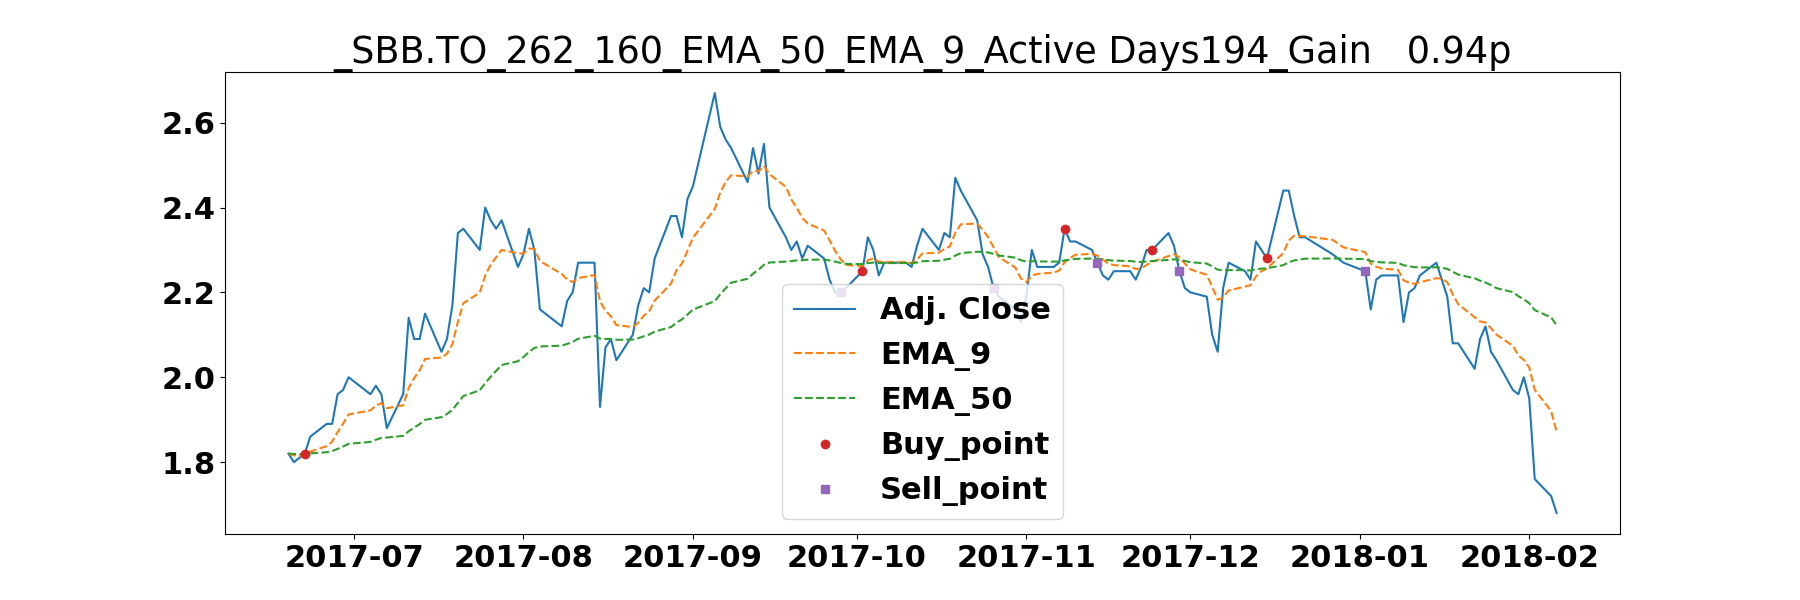 _SBB.TO_262_160_EMA_50_EMA_9_Active Days194_Gain   0.94p
2.6
2.4
2.2
2.0
1.8
Adj. Close
EMA_9
EMA_50
Buy_point
Sell_point
2017-07 2017-08 2017-09 2017-10 2017-11 2017-12 2018-01 2018-02